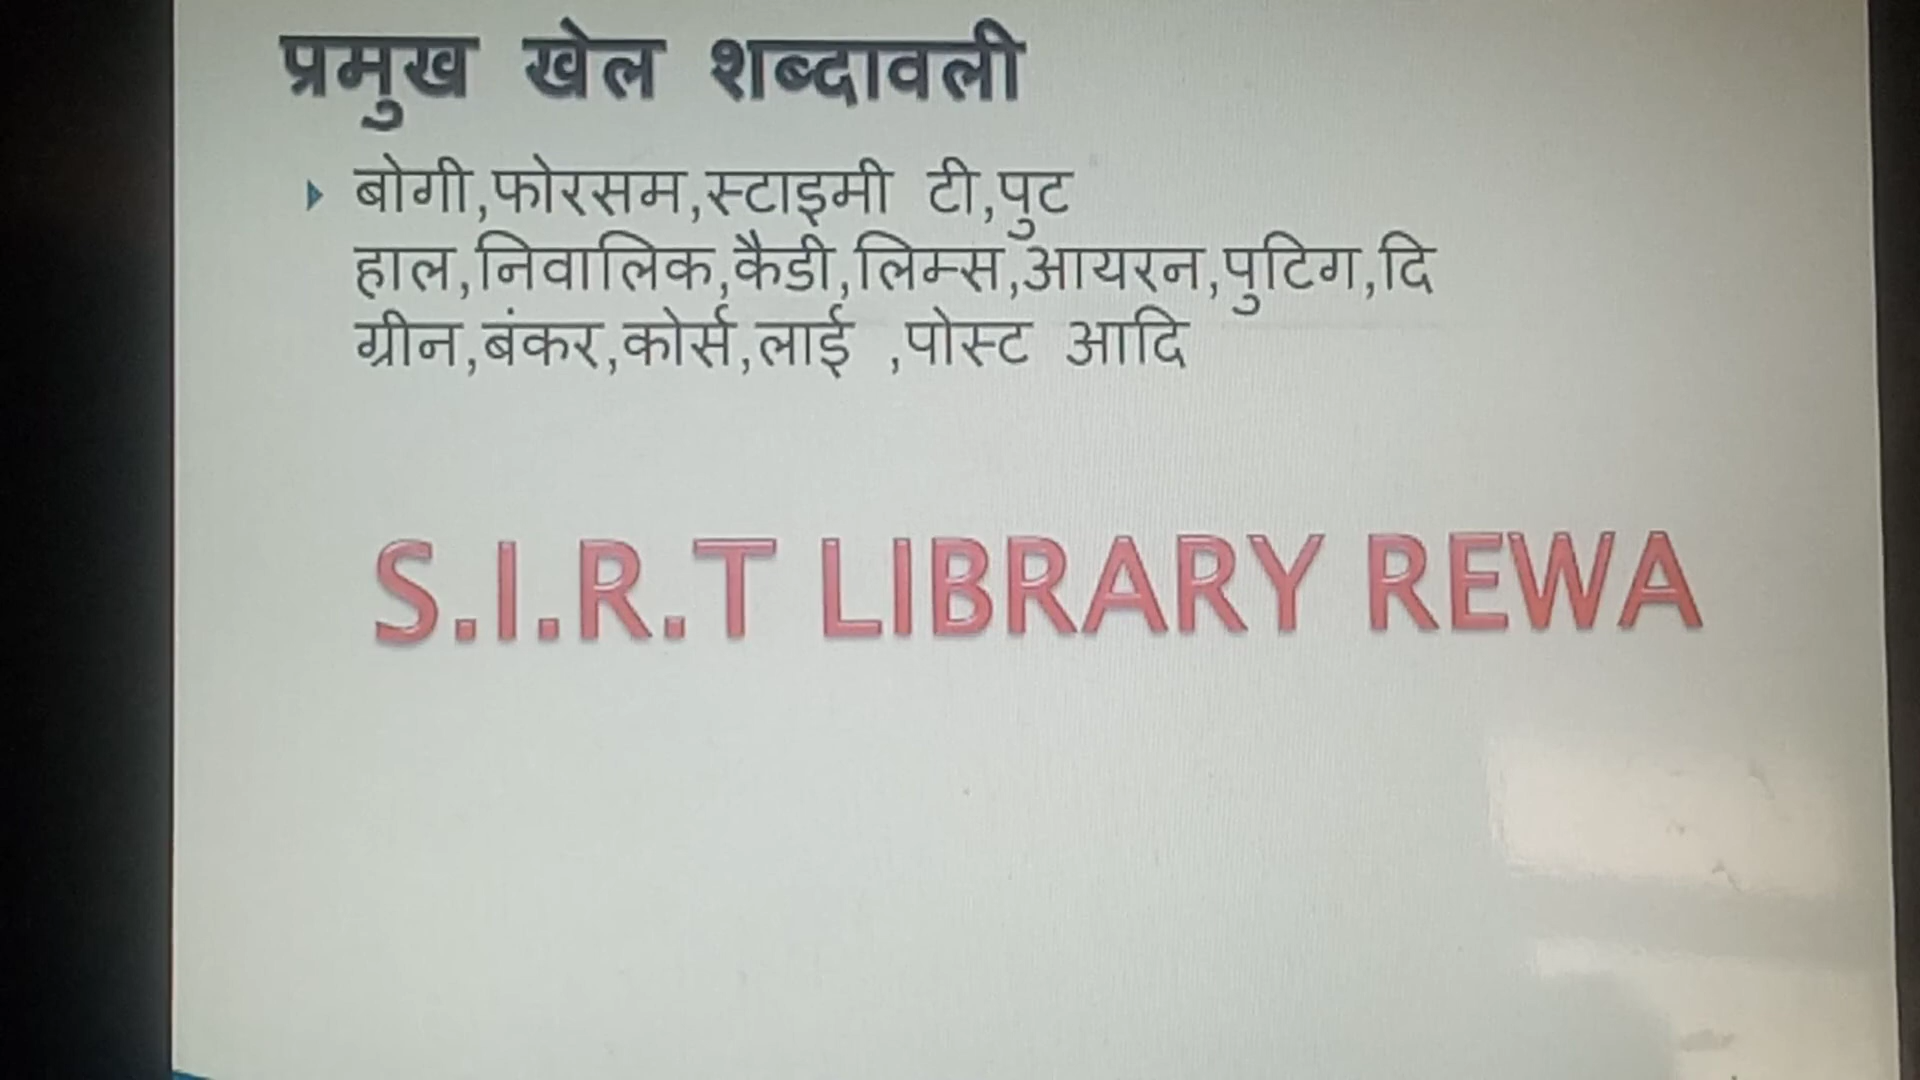 प्रमुख खेल शब्दावली
बोगी,फोरसम,स्टाइमी टी,पुट
हाल,निवालिक,कैडी,लिम्स,आयरन,पुटिग,दि
ग्रीन,बंकर,कोर्स,लाई ,पोस्ट आदि
S.I.R.T LIBRARY REWA